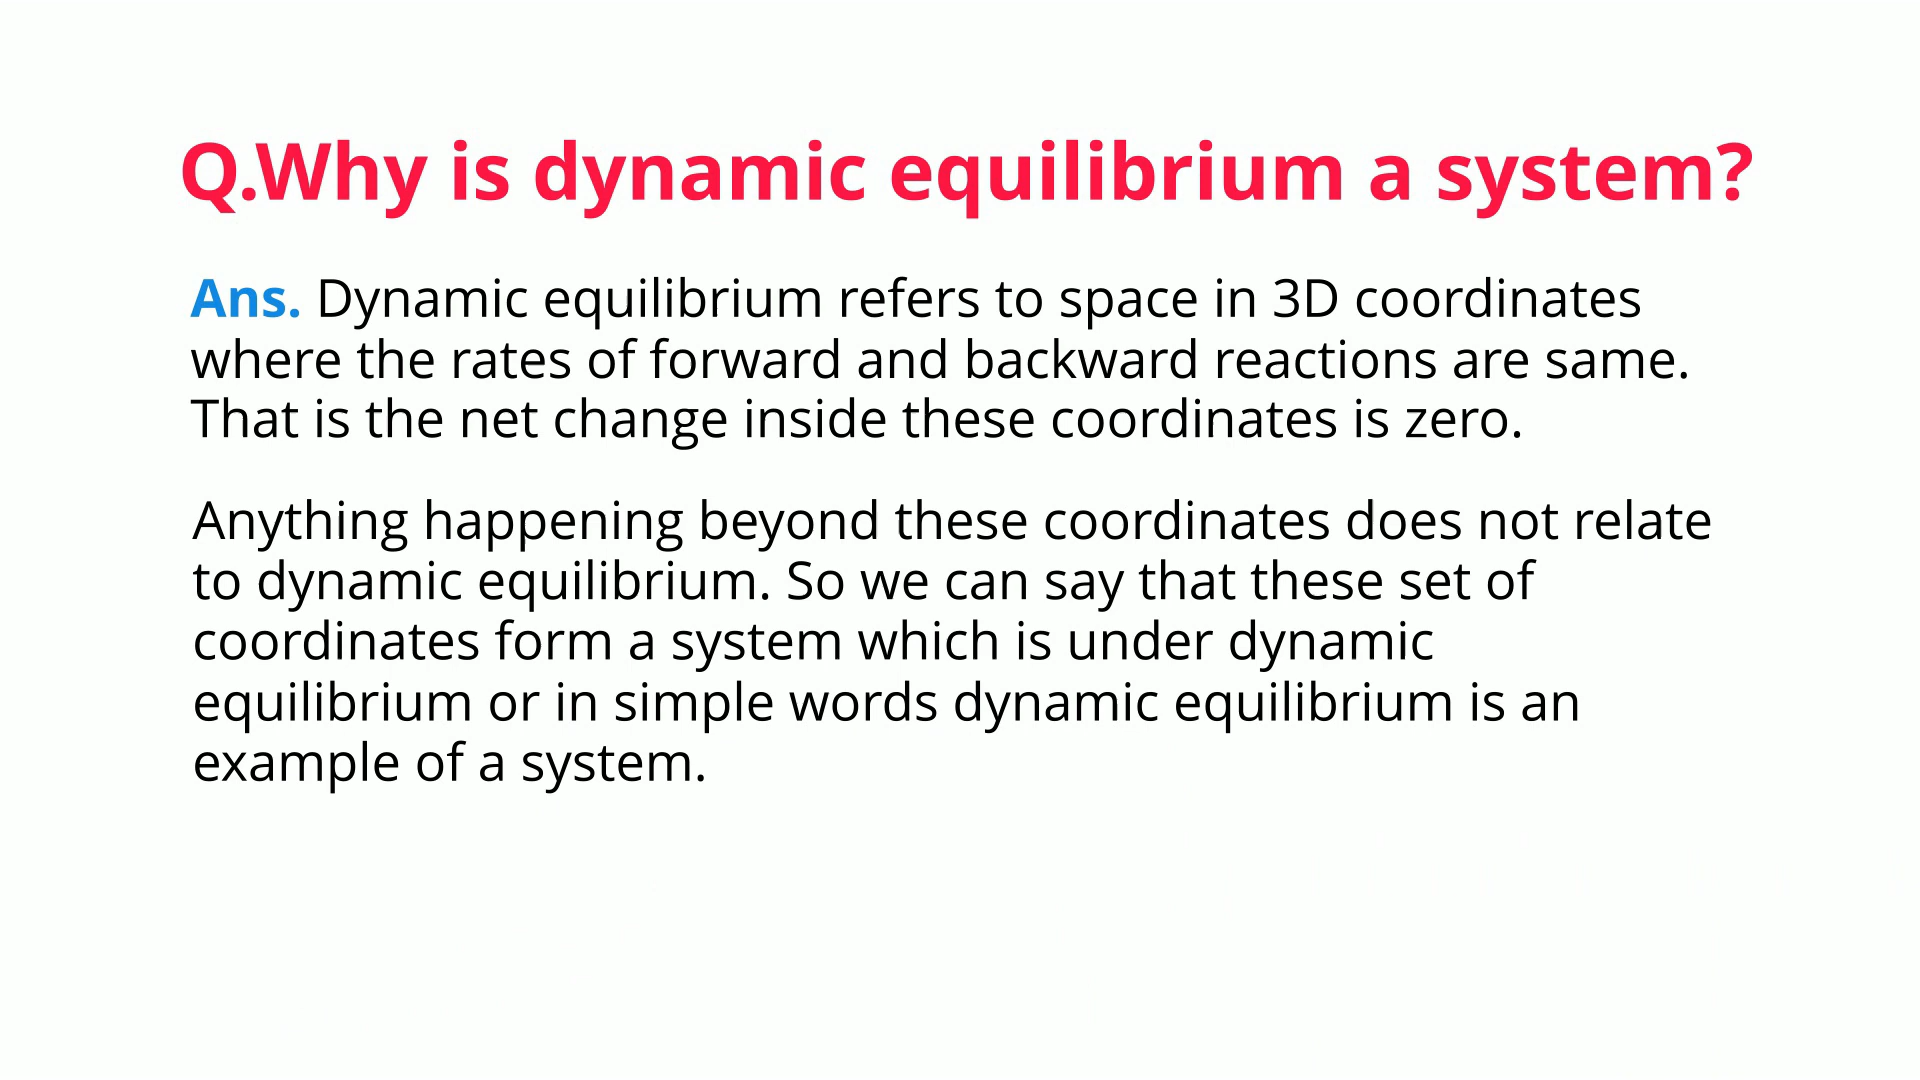 Q.Why is dynamic equilibrium a system?
Ans. Dynamic equilibrium refers to space in 3D coordinates
where the rates of forward and backward reactions are same.
That is the net change inside these coordinates is zero.
Anything happening beyond these coordinates does not relate
to dynamic equilibrium. So we can say that these set of
coordinates form a system which is under dynamic
equilibrium or in simple words dynamic equilibrium is an
example of a system.